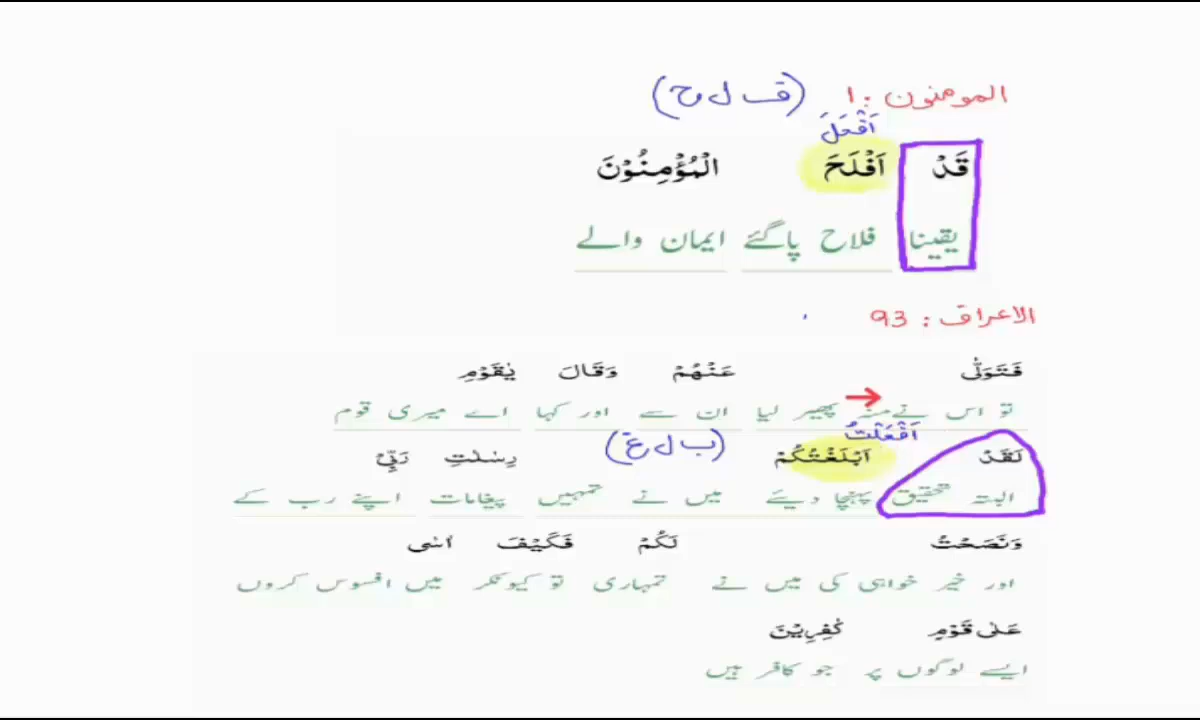 المومنون : ١ (ف ل ح)
اَفْعَلَ
قَدْ اَفْلَحَ الْمُؤْمِنُوْنَ
یقینا فلاح پاگئے ایمان والے
الاعراف : 93
فَتَوَلّٰى عَنْهُمْ وَقَالَ يٰقَوْمِ
تو اس نے منہ پھیر لیا ان سے اور کہا اے میری قوم
اَفْعَلْتُ
لَقَدْ اَبْلَغْتُكُمْ (ب ل غ) رِسٰلٰتِ رَبِّيْ
البتہ تحقیق پہنچا دیئے میں نے تمہیں پیغامات اپنے رب کے
وَنَصَحْتُ لَكُمْ فَكَيْفَ اٰسٰى
اور خیر خواہی کی میں نے تمہاری تو کیونکر میں افسوس کروں
عَلٰى قَوْمٍ كٰفِرِيْنَ
ایسے لوگوں پر جو کافر ہیں